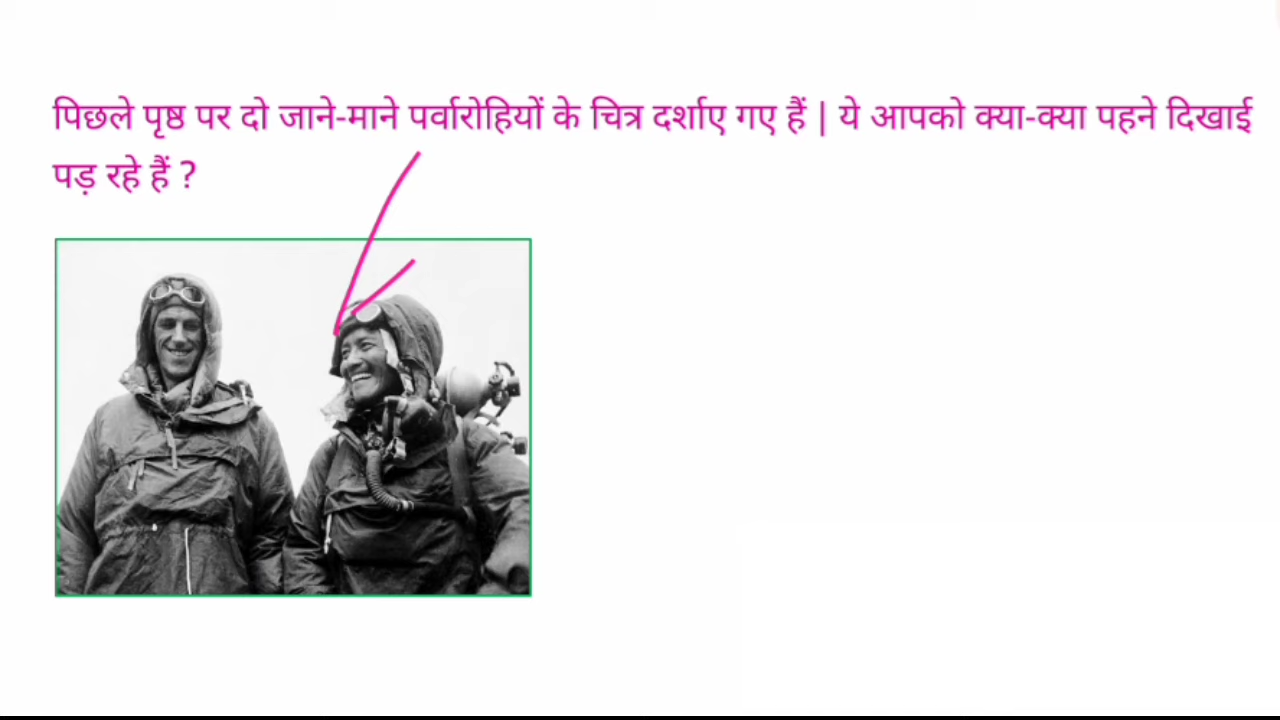 पिछले पृष्ठ पर दो जाने-माने पर्वारोहियों के चित्र दर्शाए गए हैं | ये आपको क्या-क्या पहने दिखाई
पड़ रहे हैं ?